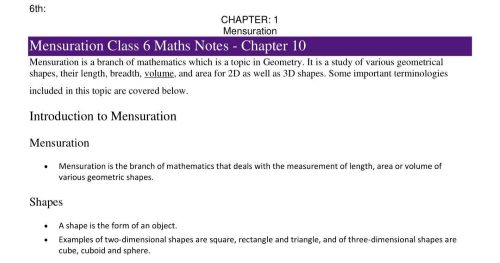 6th:
CHAPTER: 1
Mensuration
Mensuration Class 6 Maths Notes - Chapter 10
Mensuration is a branch of mathematics which is a topic in Geometry. It is a study of various geometrical
shapes, their length, breadth, volume, and area for 2D as well as 3D shapes. Some important terminologies
included in this topic are covered below.
Introduction to Mensuration
Mensuration
• Mensuration is the branch of mathematics that deals with the measurement of length, area or volume of
various geometric shapes.
Shapes
• A shape is the form of an object.
• Examples of two-dimensional shapes are square, rectangle and triangle, and of three-dimensional shapes are
cube, cuboid and sphere.